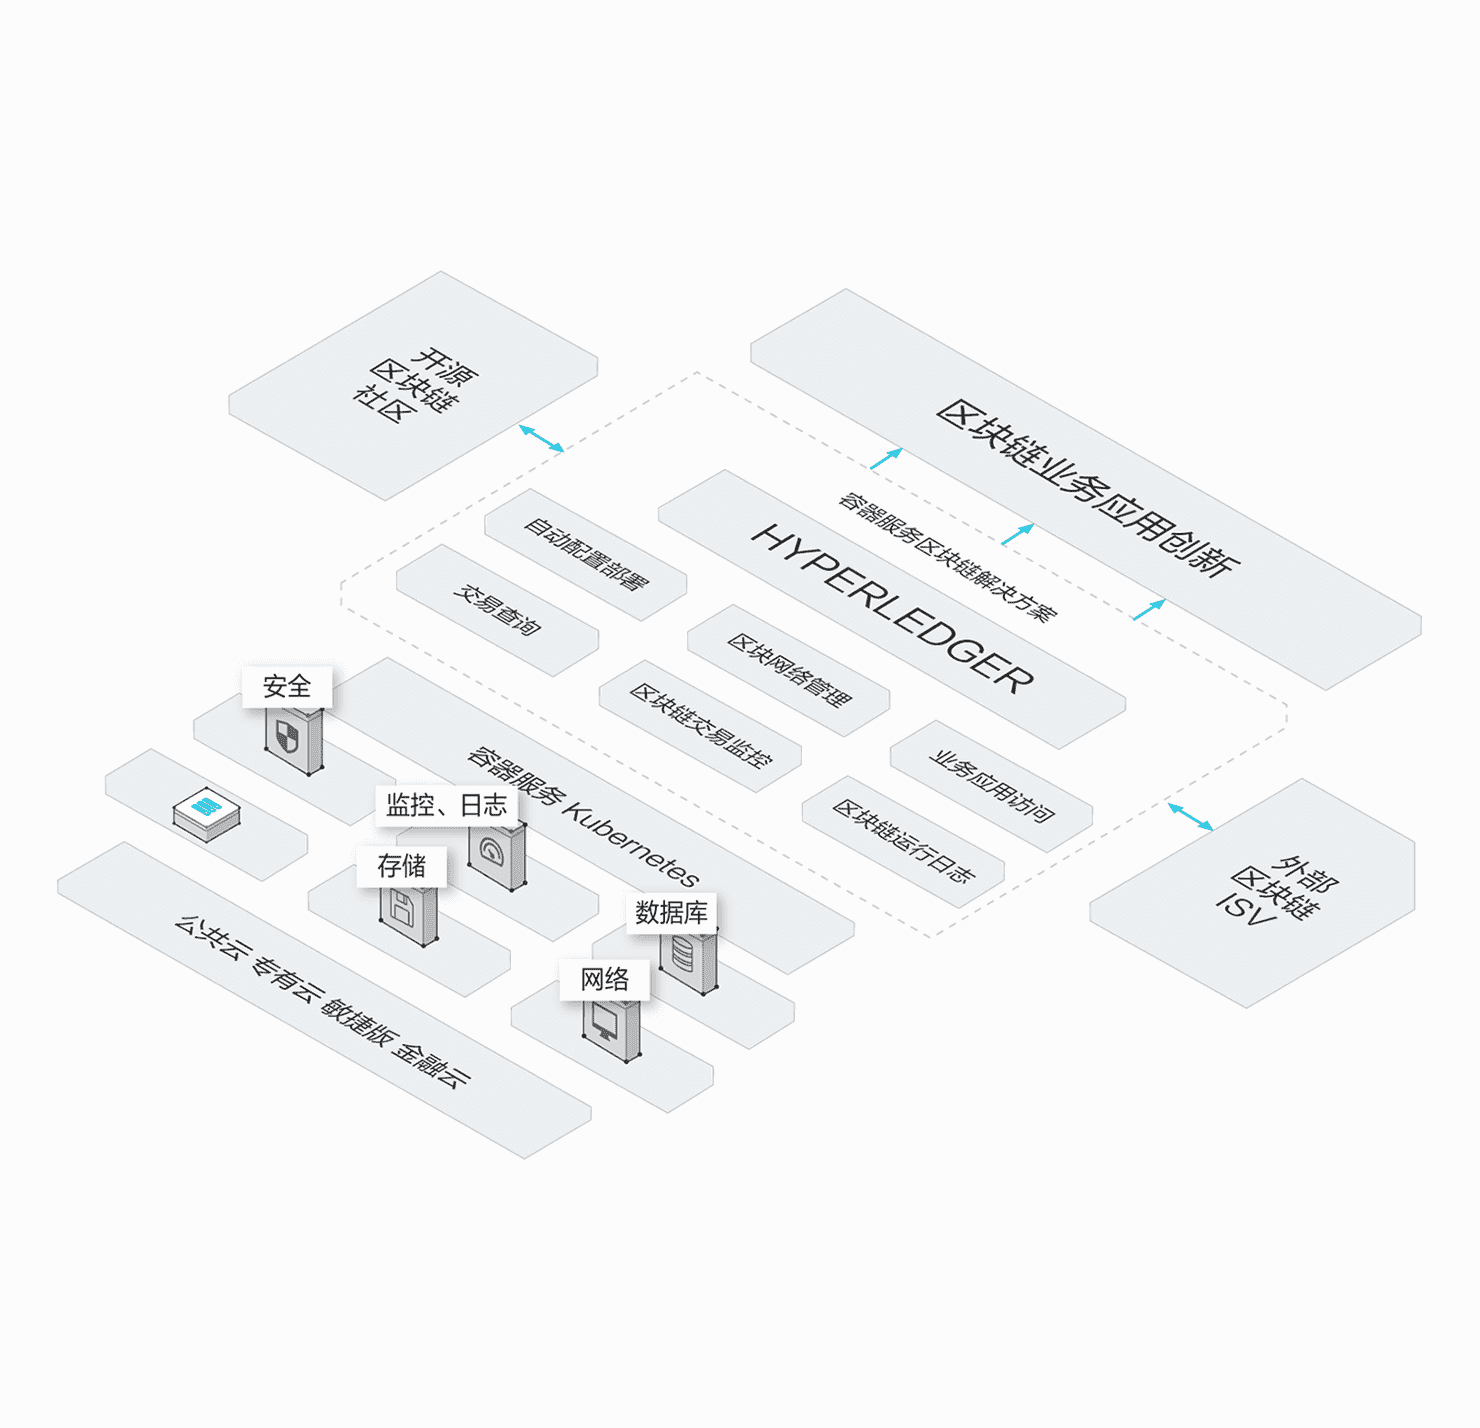 开源
区块链
社区
区块链业务应用创新
容器服务区块链解决方案
HYPERLEDGER
自动配置部署
交易查询
区块网络管理
区块链交易监控
业务应用访问
区块链运行日志
外部
区块链
ISV
容器服务 Kubernetes
安全
监控、日志
存储
数据库
网络
公共云 专有云 敏捷版 金融云